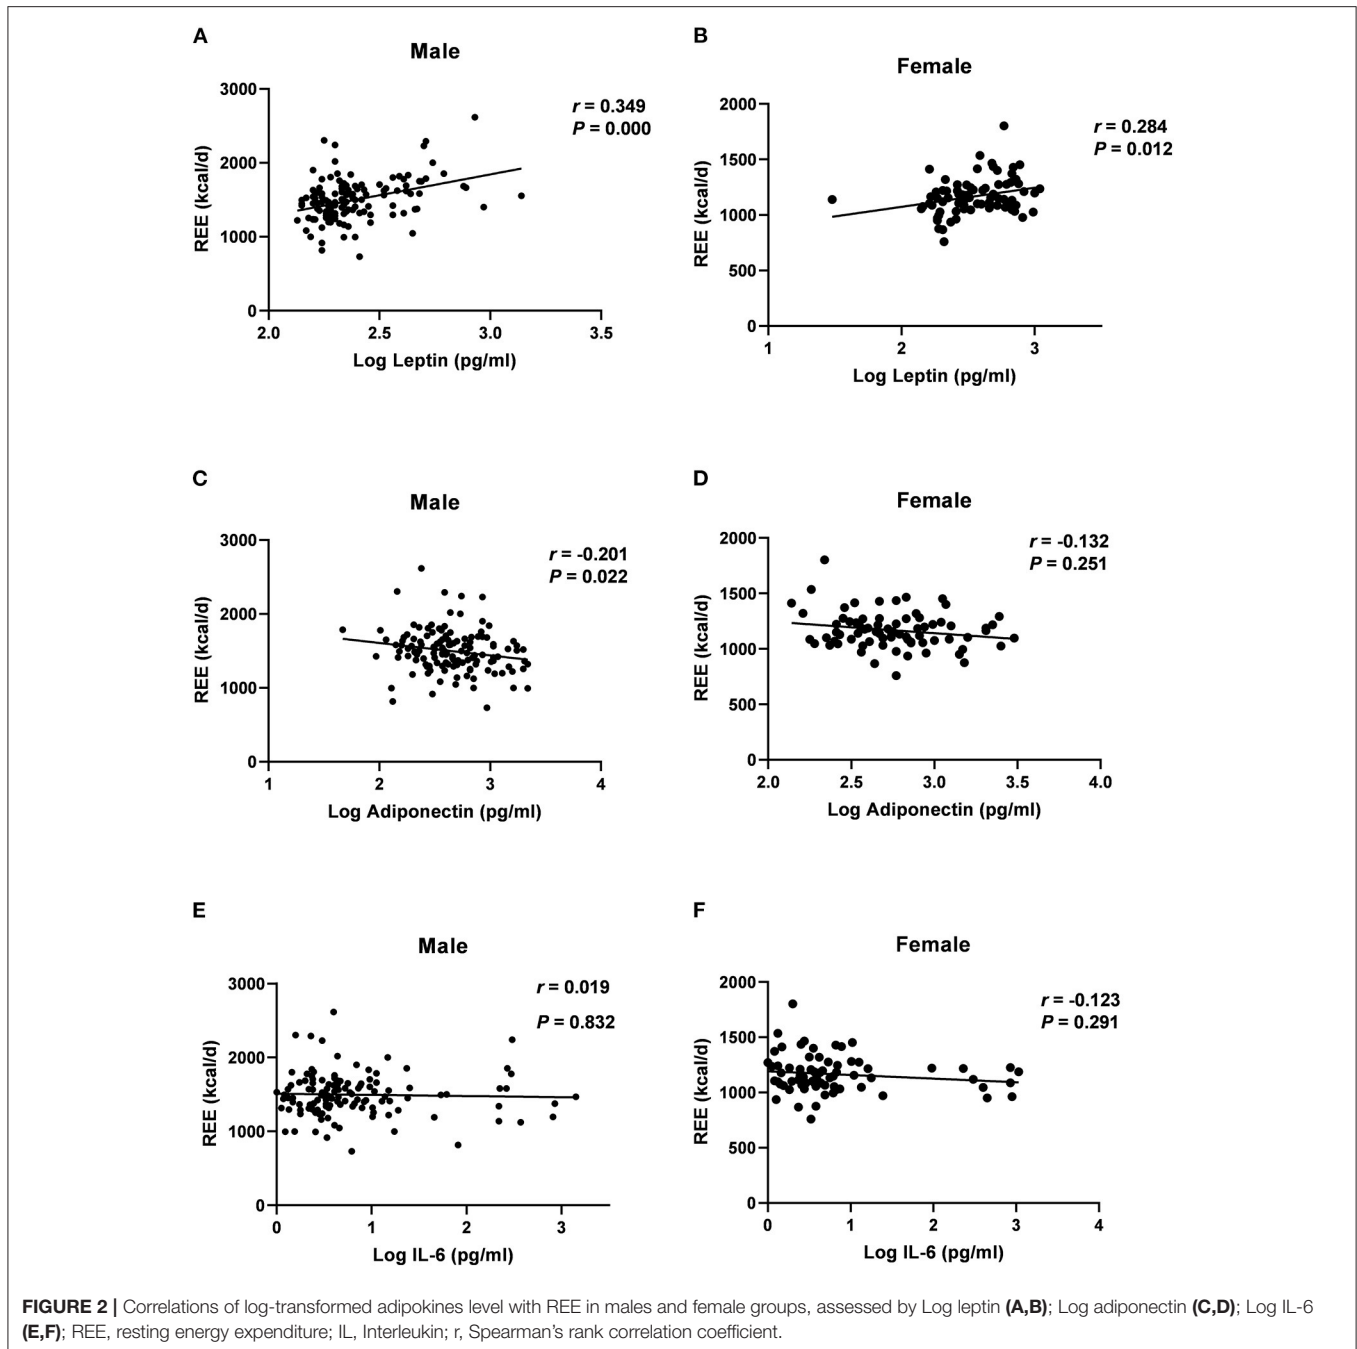 A
Male
r = 0.349
P = 0.000
3000
2000
1000
0
REE (kcal/d)
2.0 2.5 3.0 3.5
Log Leptin (pg/ml)
B
Female
r = 0.284
P = 0.012
2000
1500
1000
500
0
REE (kcal/d)
1 2 3
Log Leptin (pg/ml)
C
Male
r = -0.201
P = 0.022
3000
2000
1000
0
REE (kcal/d)
1 2 3 4
Log Adiponectin (pg/ml)
D
Female
r = -0.132
P = 0.251
2000
1500
1000
500
0
REE (kcal/d)
2.0 2.5 3.0 3.5 4.0
Log Adiponectin (pg/ml)
E
Male
r = 0.019
P = 0.832
3000
2000
1000
0
REE (kcal/d)
0 1 2 3
Log IL-6 (pg/ml)
F
Female
r = -0.123
P = 0.291
2000
1500
1000
500
0
REE (kcal/d)
0 1 2 3 4
Log IL-6 (pg/ml)
FIGURE 2 | Correlations of log-transformed adipokines level with REE in males and female groups, assessed by Log leptin (A,B); Log adiponectin (C,D); Log IL-6
(E,F); REE, resting energy expenditure; IL, Interleukin; r, Spearman's rank correlation coefficient.